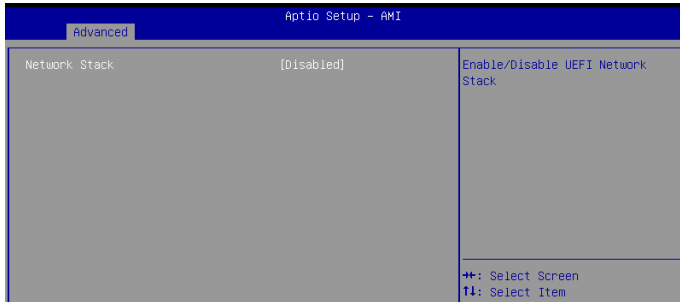 Aptio Setup - AMI
Advanced
Network Stack [Disabled]
Enable/Disable UEFI Network
Stack
↔: Select Screen
↑↓: Select Item